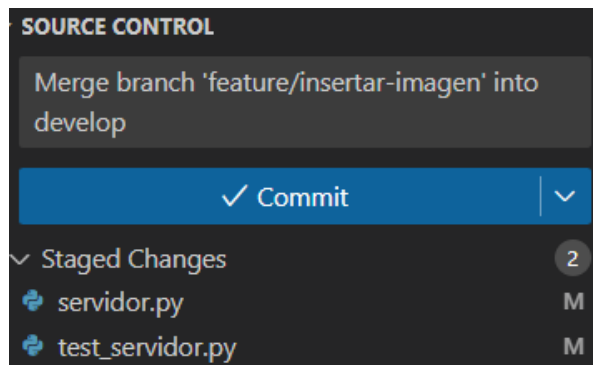 SOURCE CONTROL
Merge branch 'feature/insertar-imagen' into
develop
Commit
Staged Changes 2
servidor.py M
test_servidor.py M